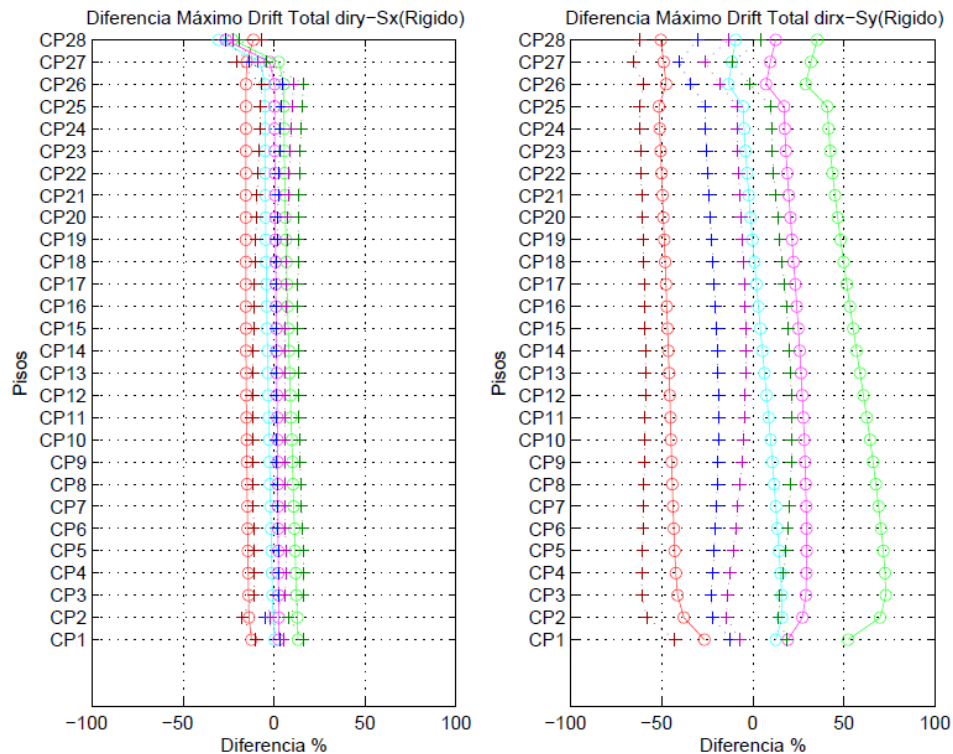 Diferencia Máximo Drift Total diry−Sx(Rigido)
CP28
CP27
CP26
CP25
CP24
CP23
CP22
CP21
CP20
CP19
CP18
CP17
CP16
CP15
CP14
CP13
CP12
CP11
CP10
CP9
CP8
CP7
CP6
CP5
CP4
CP3
CP2
CP1
Pisos
−100 −50 0 50 100
Diferencia %
Diferencia Máximo Drift Total dirx−Sy(Rigido)
CP28
CP27
CP26
CP25
CP24
CP23
CP22
CP21
CP20
CP19
CP18
CP17
CP16
CP15
CP14
CP13
CP12
CP11
CP10
CP9
CP8
CP7
CP6
CP5
CP4
CP3
CP2
CP1
Pisos
−100 −50 0 50 100
Diferencia %